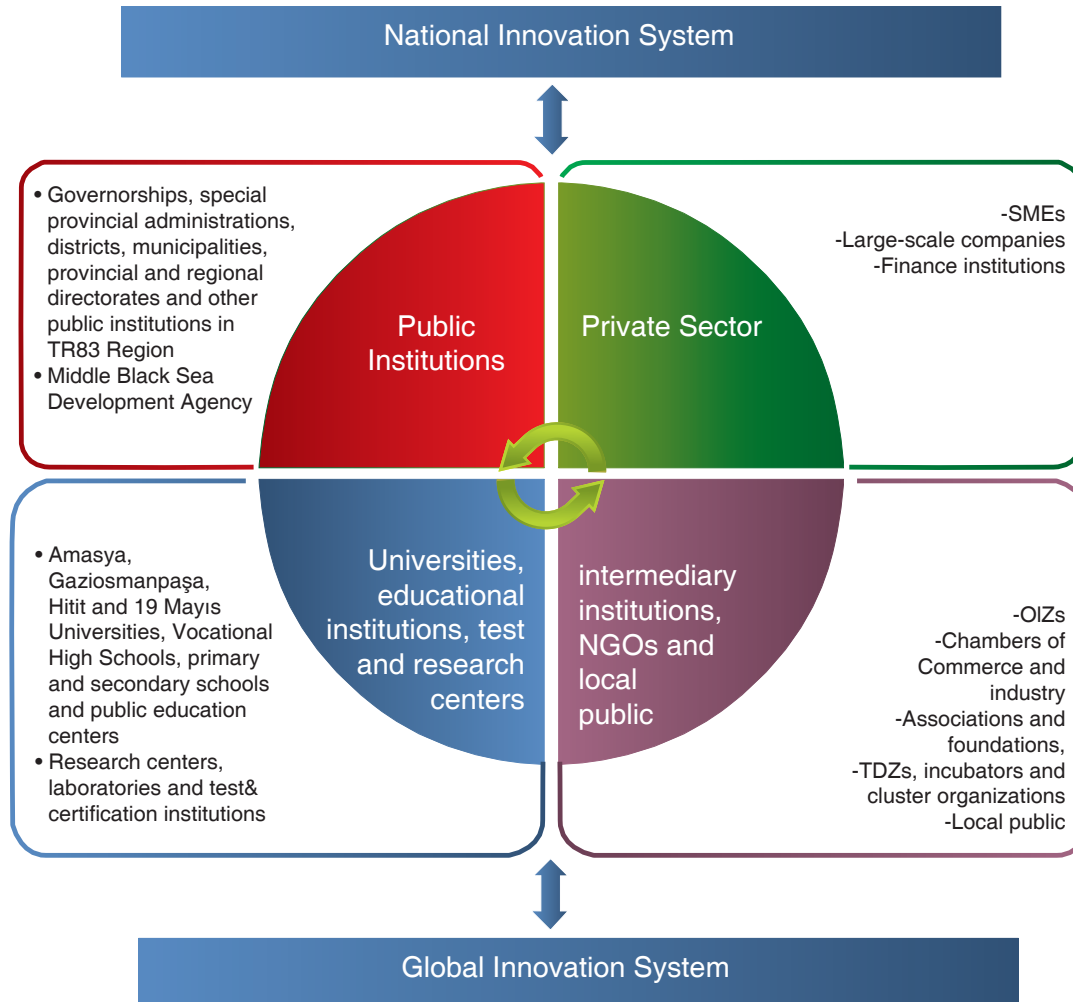 National Innovation System
• Governorships, special
provincial administrations,
districts, municipalities,
provincial and regional
directorates and other
public institutions in
TR83 Region
• Middle Black Sea
Development Agency
Public
Institutions
Private Sector
-SMEs
-Large-scale companies
-Finance institutions
• Amasya,
Gaziosmanpaşa,
Hitit and 19 Mayıs
Universities, Vocational
High Schools, primary
and secondary schools
and public education
centers
• Research centers,
laboratories and test&
certification institutions
Universities,
educational
institutions, test
and research
centers
intermediary
institutions,
NGOs and
local
public
-OIZs
-Chambers of
Commerce and
industry
-Associations and
foundations,
-TDZs, incubators and
cluster organizations
-Local public
Global Innovation System